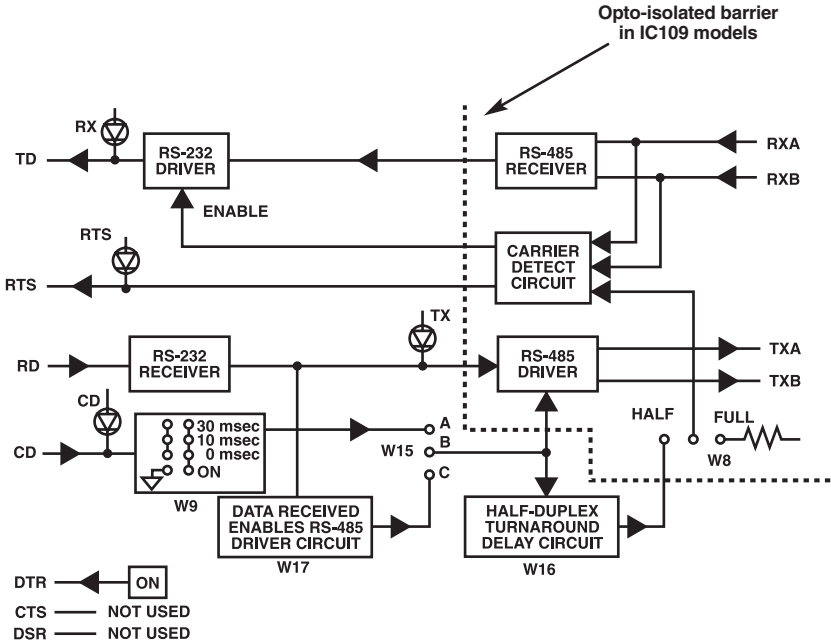 Opto-isolated barrier
in IC109 models
RX
TD
RS-232
DRIVER
RS-485
RECEIVER
RXA
RXB
ENABLE
RTS
RTS
CARRIER
DETECT
CIRCUIT
TX
RD
RS-232
RECEIVER
RS-485
DRIVER
TXA
TXB
CD
CD
30 msec
10 msec
0 msec
ON
W9
A
B
C
W15
HALF
FULL
W8
DATA RECEIVED
ENABLES RS-485
DRIVER CIRCUIT
W17
HALF-DUPLEX
TURNAROUND
DELAY CIRCUIT
W16
DTR
ON
CTS NOT USED
DSR NOT USED